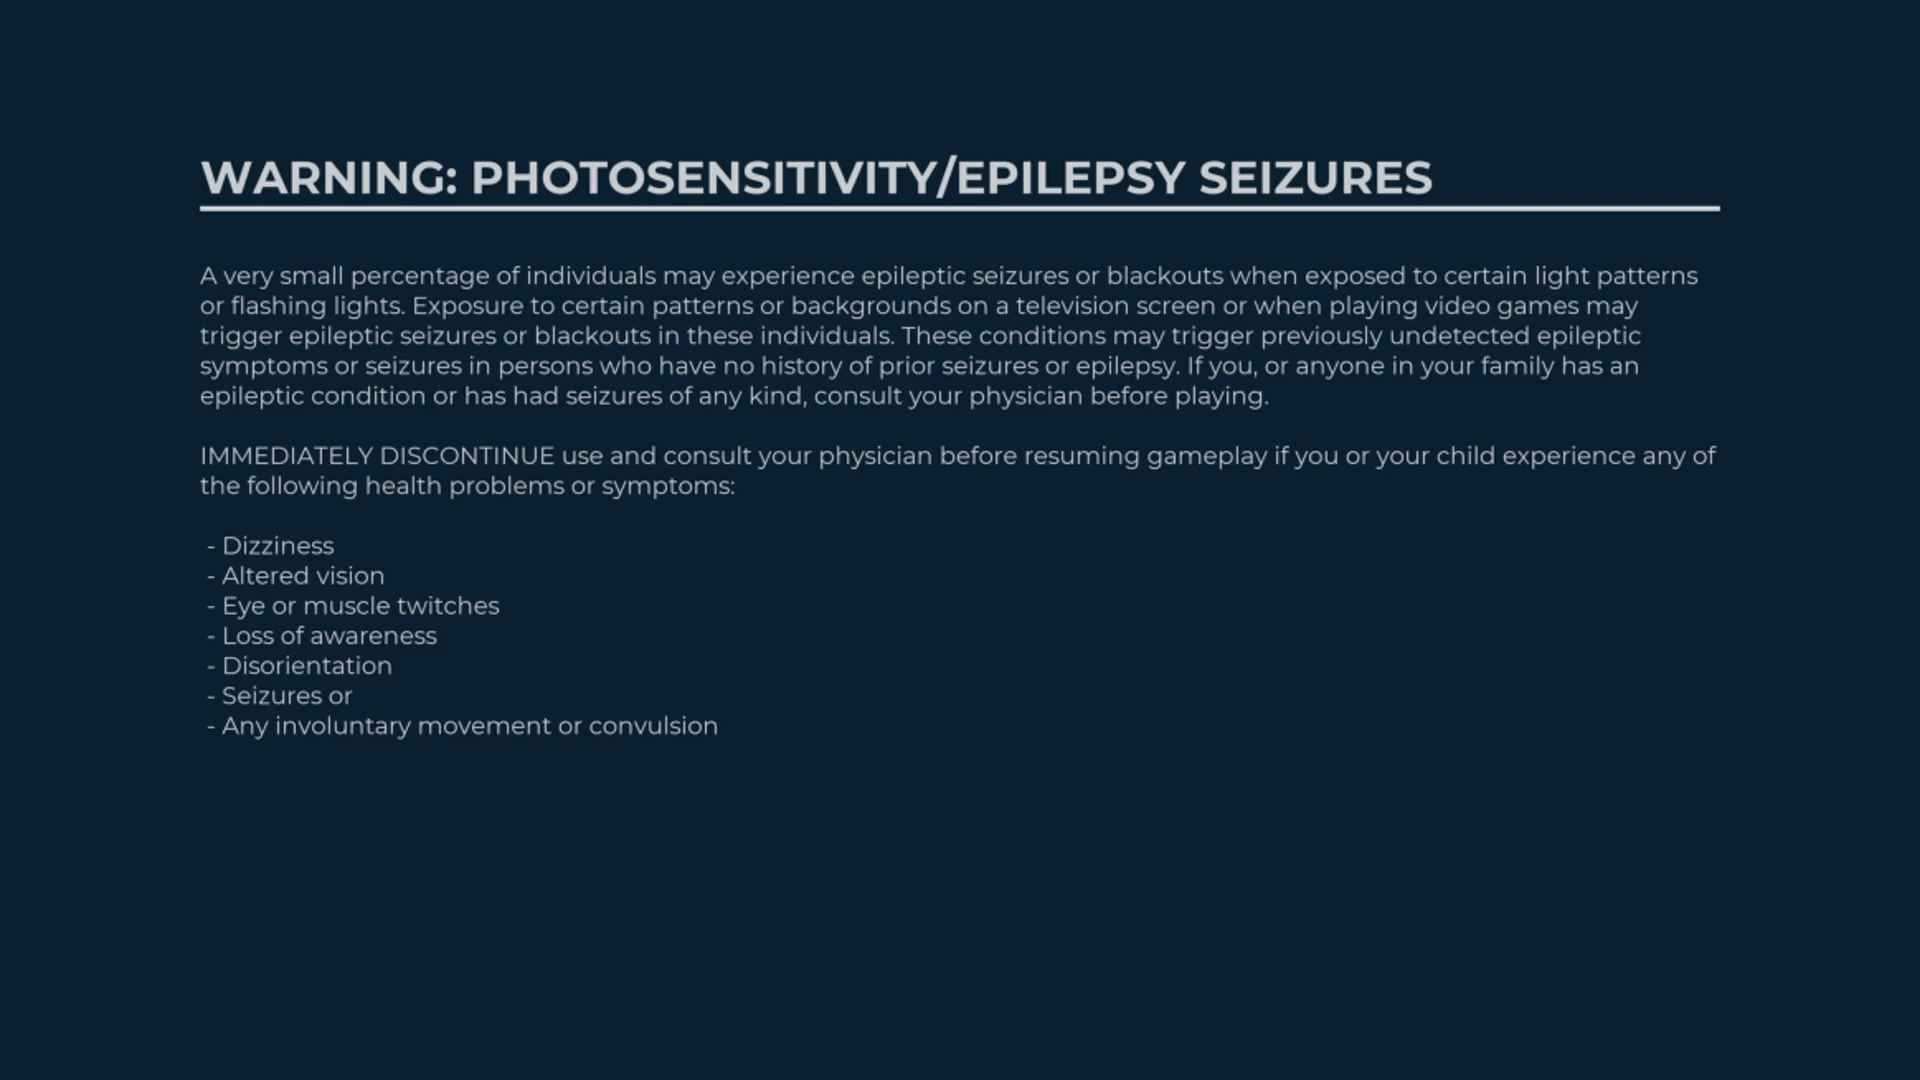 WARNING: PHOTOSENSITIVITY/EPILEPSY SEIZURES
A very small percentage of individuals may experience epileptic seizures or blackouts when exposed to certain light patterns
or flashing lights. Exposure to certain patterns or backgrounds on a television screen or when playing video games may
trigger epileptic seizures or blackouts in these individuals. These conditions may trigger previously undetected epileptic
symptoms or seizures in persons who have no history of prior seizures or epilepsy. If you, or anyone in your family has an
epileptic condition or has had seizures of any kind, consult your physician before playing.
IMMEDIATELY DISCONTINUE use and consult your physician before resuming gameplay if you or your child experience any of
the following health problems or symptoms:
- Dizziness
- Altered vision
- Eye or muscle twitches
- Loss of awareness
- Disorientation
- Seizures or
- Any involuntary movement or convulsion